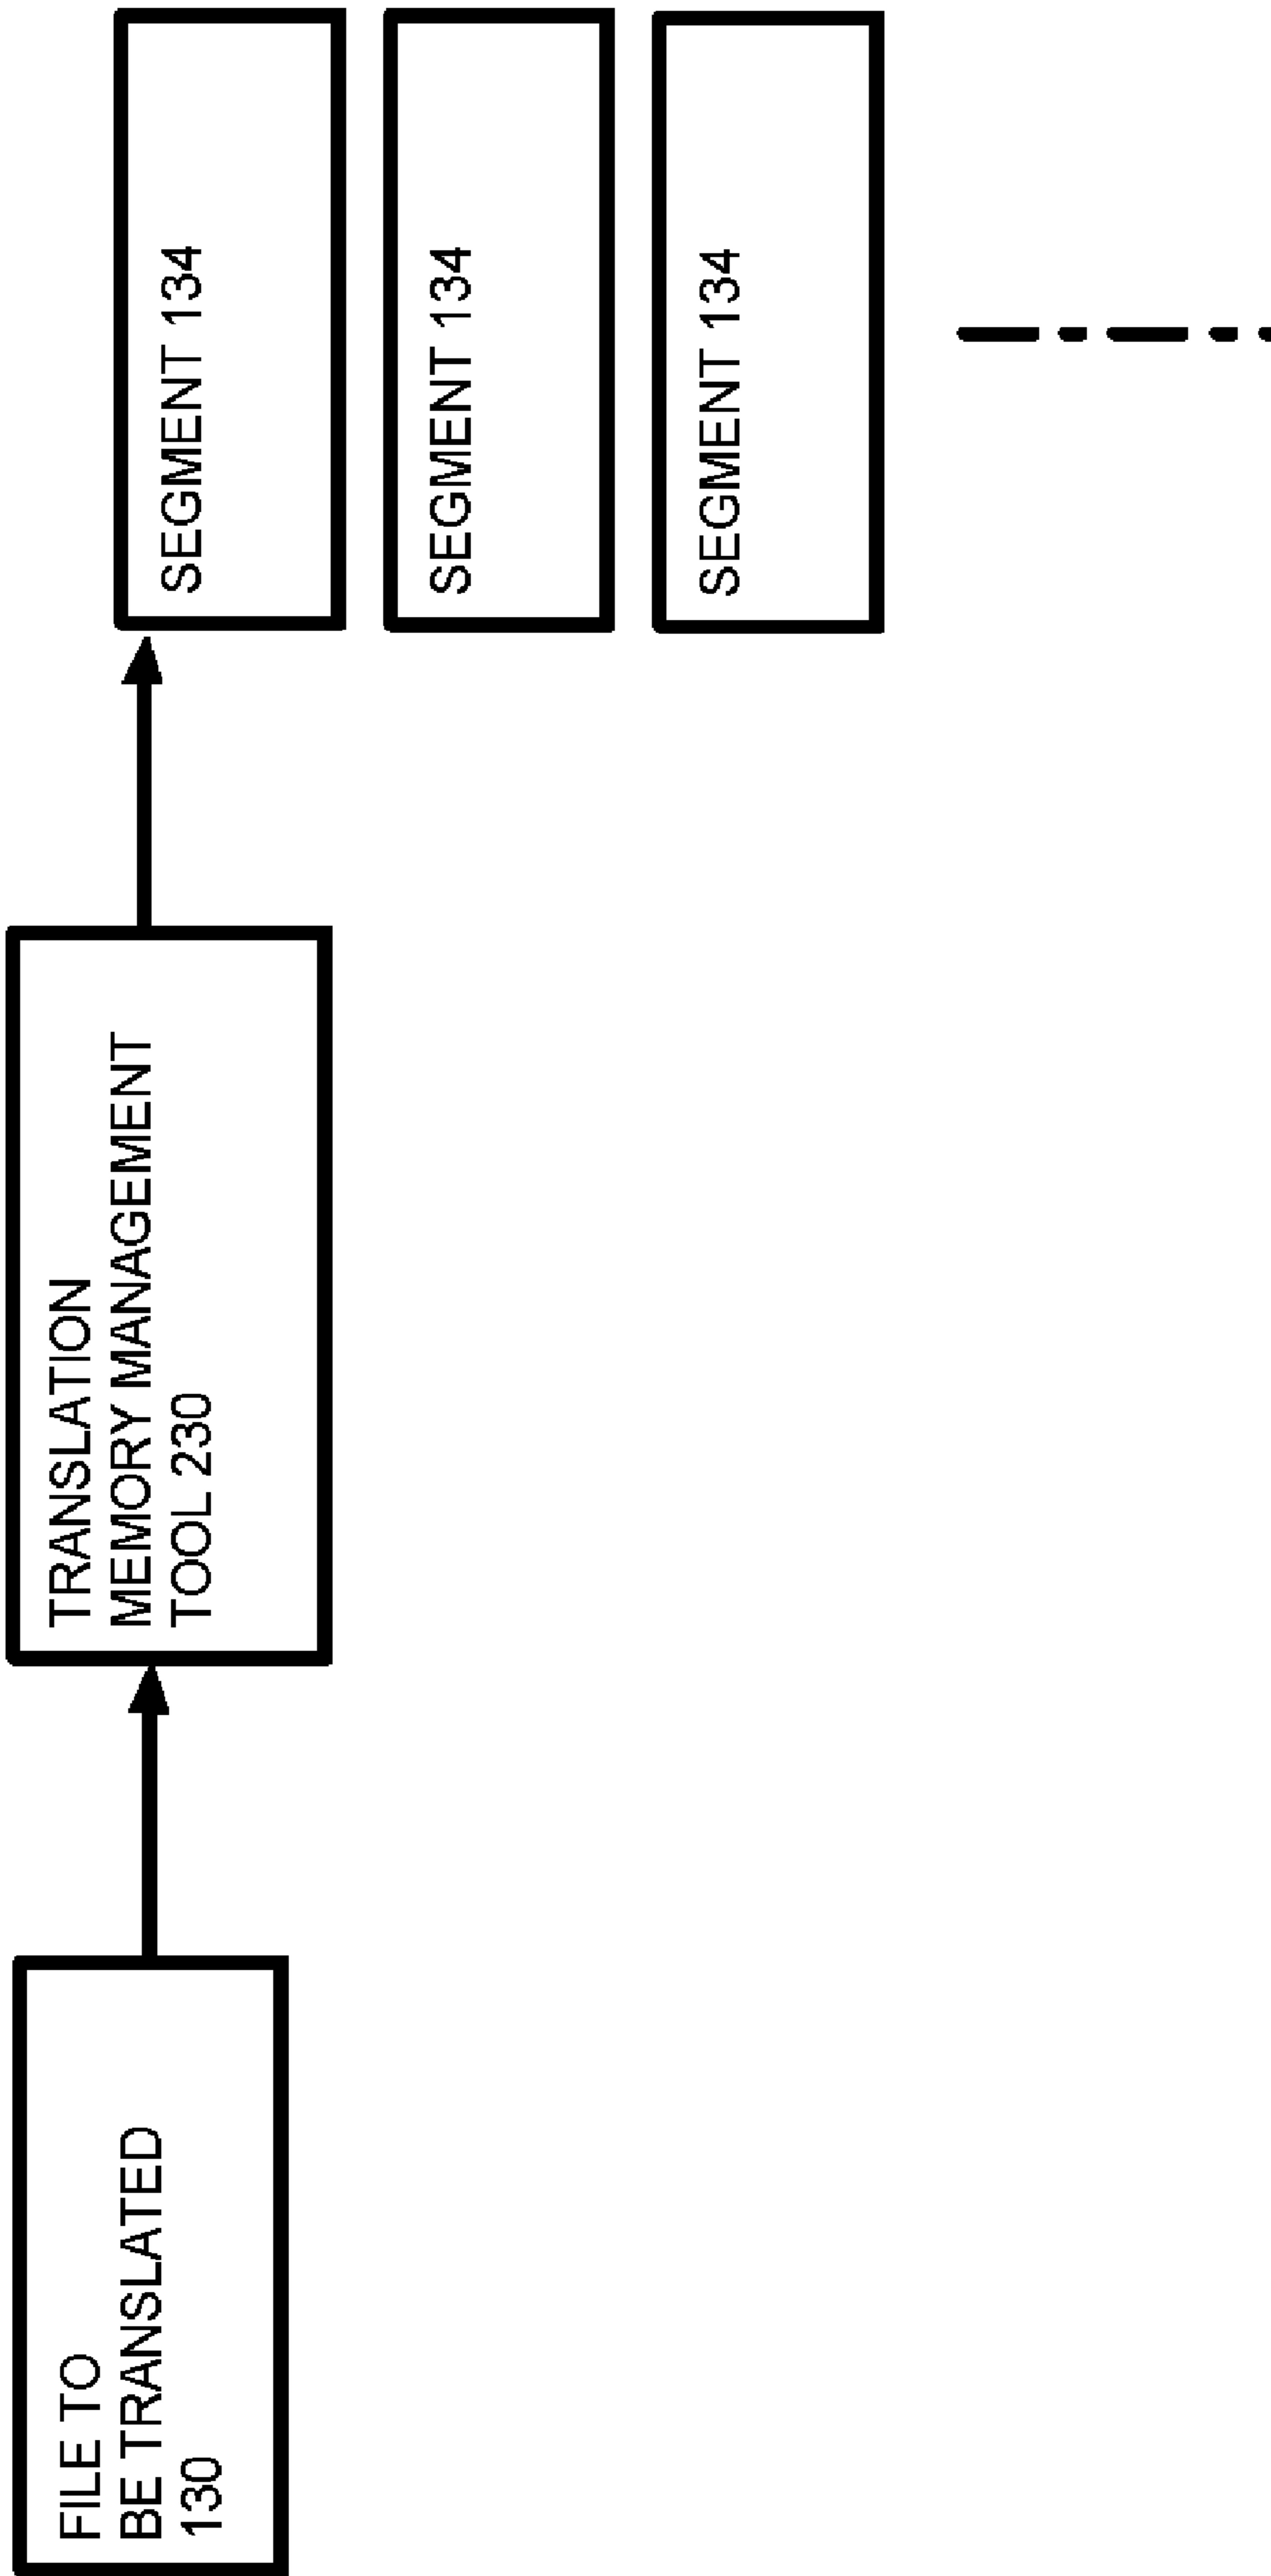 FILE TO
BE TRANSLATED
130
TRANSLATION
MEMORY MANAGEMENT
TOOL 230
SEGMENT 134
SEGMENT 134
SEGMENT 134